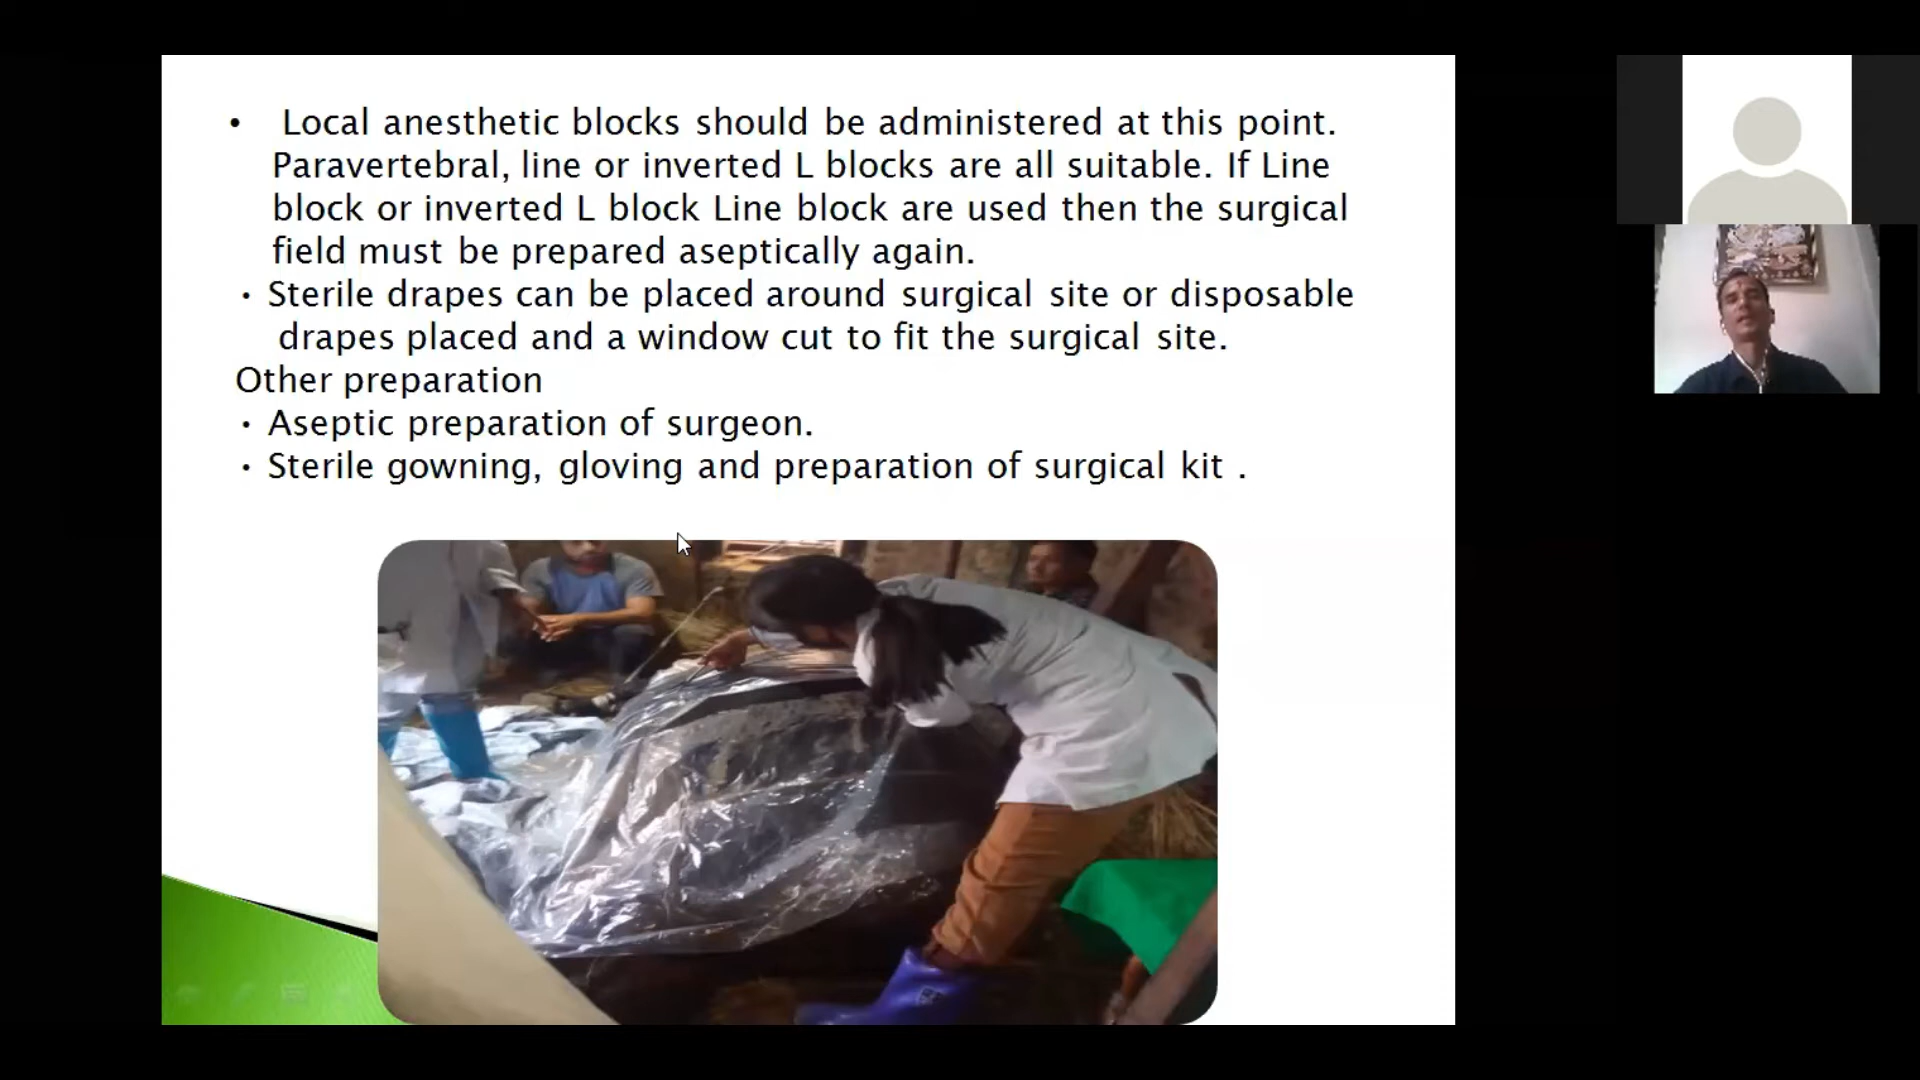 • Local anesthetic blocks should be administered at this point.
Paravertebral, line or inverted L blocks are all suitable. If Line
block or inverted L block Line block are used then the surgical
field must be prepared aseptically again.
• Sterile drapes can be placed around surgical site or disposable
drapes placed and a window cut to fit the surgical site.
Other preparation
• Aseptic preparation of surgeon.
• Sterile gowning, gloving and preparation of surgical kit .